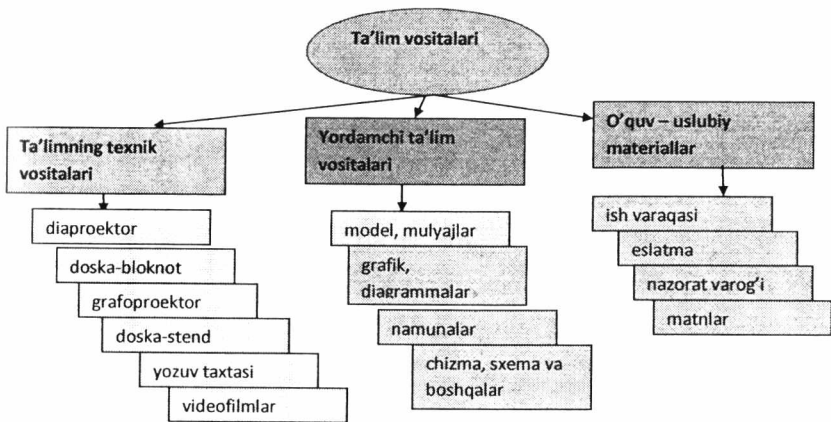 Ta'lim vositalari
Ta'limning texnik
vositalari
diaproektor
doska-bloknot
grafoproektor
doska-stend
yozuv taxtasi
videofilmlar
Yordamchi ta'lim
vositalari
model, mulyajlar
grafik,
diagrammalar
namunalar
chizma, sxema va
boshqalar
O'quv – uslubiy
materiallar
ish varaqasi
eslatma
nazorat varog'i
matnlar